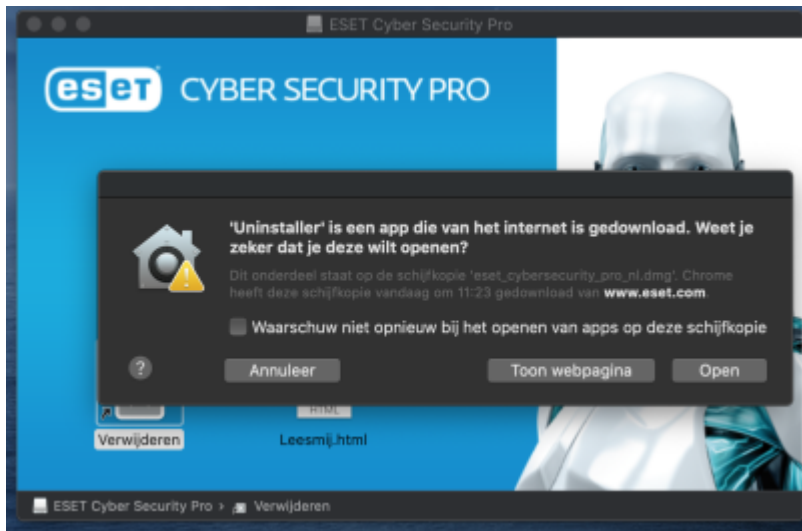 ESET Cyber Security Pro
eset CYBER SECURITY PRO
'Uninstaller' is een app die van het internet is gedownload. Weet je
zeker dat je deze wilt openen?
Dit onderdeel staat op de schijfkopie 'eset_cybersecurity_pro_nl.dmg'. Chrome
heeft deze schijfkopie vandaag om 11:23 gedownload van www.eset.com.
Waarschuw niet opnieuw bij het openen van apps op deze schijfkopie
?
Annuleer
Toon webpagina
Open
HTML
Verwijderen
Leesmij.html
ESET Cyber Security Pro › Verwijderen